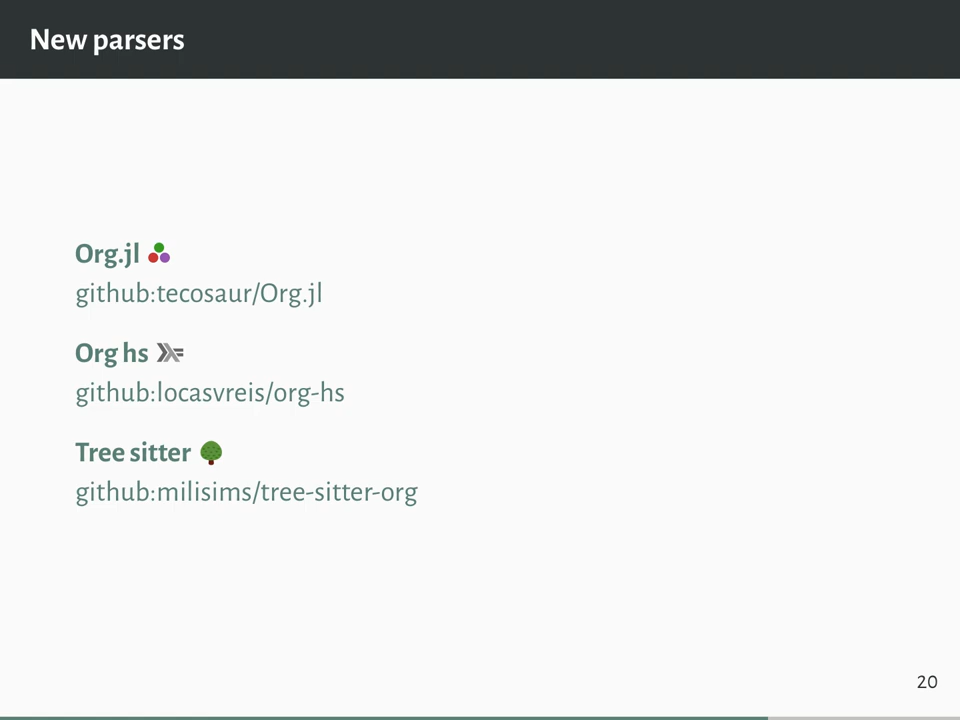 New parsers
Org.jl
github:tecosaur/Org.jl
Org hs
github:locasvreis/org-hs
Tree sitter
github:milisims/tree-sitter-org
20